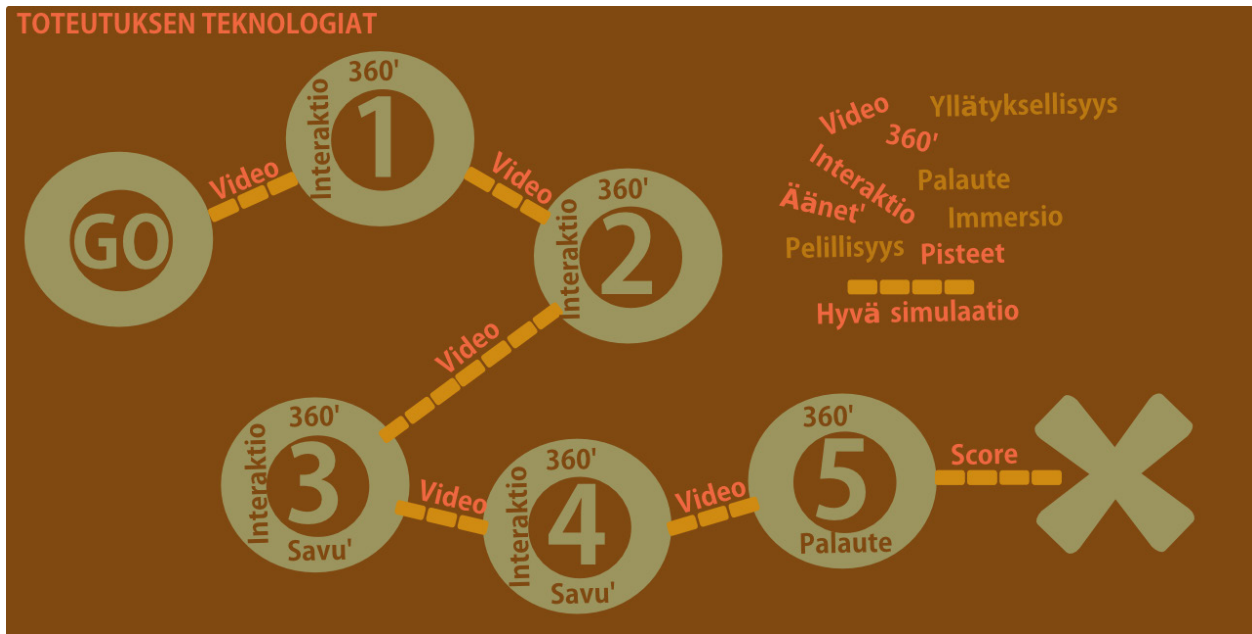 TOTEUTUKSEN TEKNOLOGIAT
GO
Video
360'
Interaktio
1
Video
360'
Interaktio
2
Video
360'
Interaktio
3
Savu'
Video
360'
Interaktio
4
Savu'
Video
360'
5
Palaute
Score
Video
Yllätyksellisyys
360'
Interaktio
Palaute
Äänet'
Immersio
Pelillisyys
Pisteet
Hyvä simulaatio